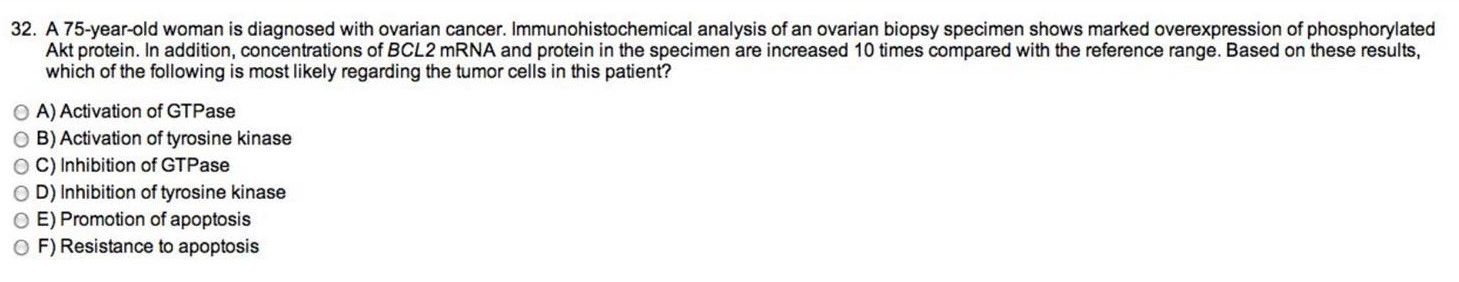 32. A 75-year-old woman is diagnosed with ovarian cancer. Immunohistochemical analysis of an ovarian biopsy specimen shows marked overexpression of phosphorylated
Akt protein. In addition, concentrations of BCL2 mRNA and protein in the specimen are increased 10 times compared with the reference range. Based on these results,
which of the following is most likely regarding the tumor cells in this patient?
A) Activation of GTPase
B) Activation of tyrosine kinase
C) Inhibition of GTPase
D) Inhibition of tyrosine kinase
E) Promotion of apoptosis
F) Resistance to apoptosis